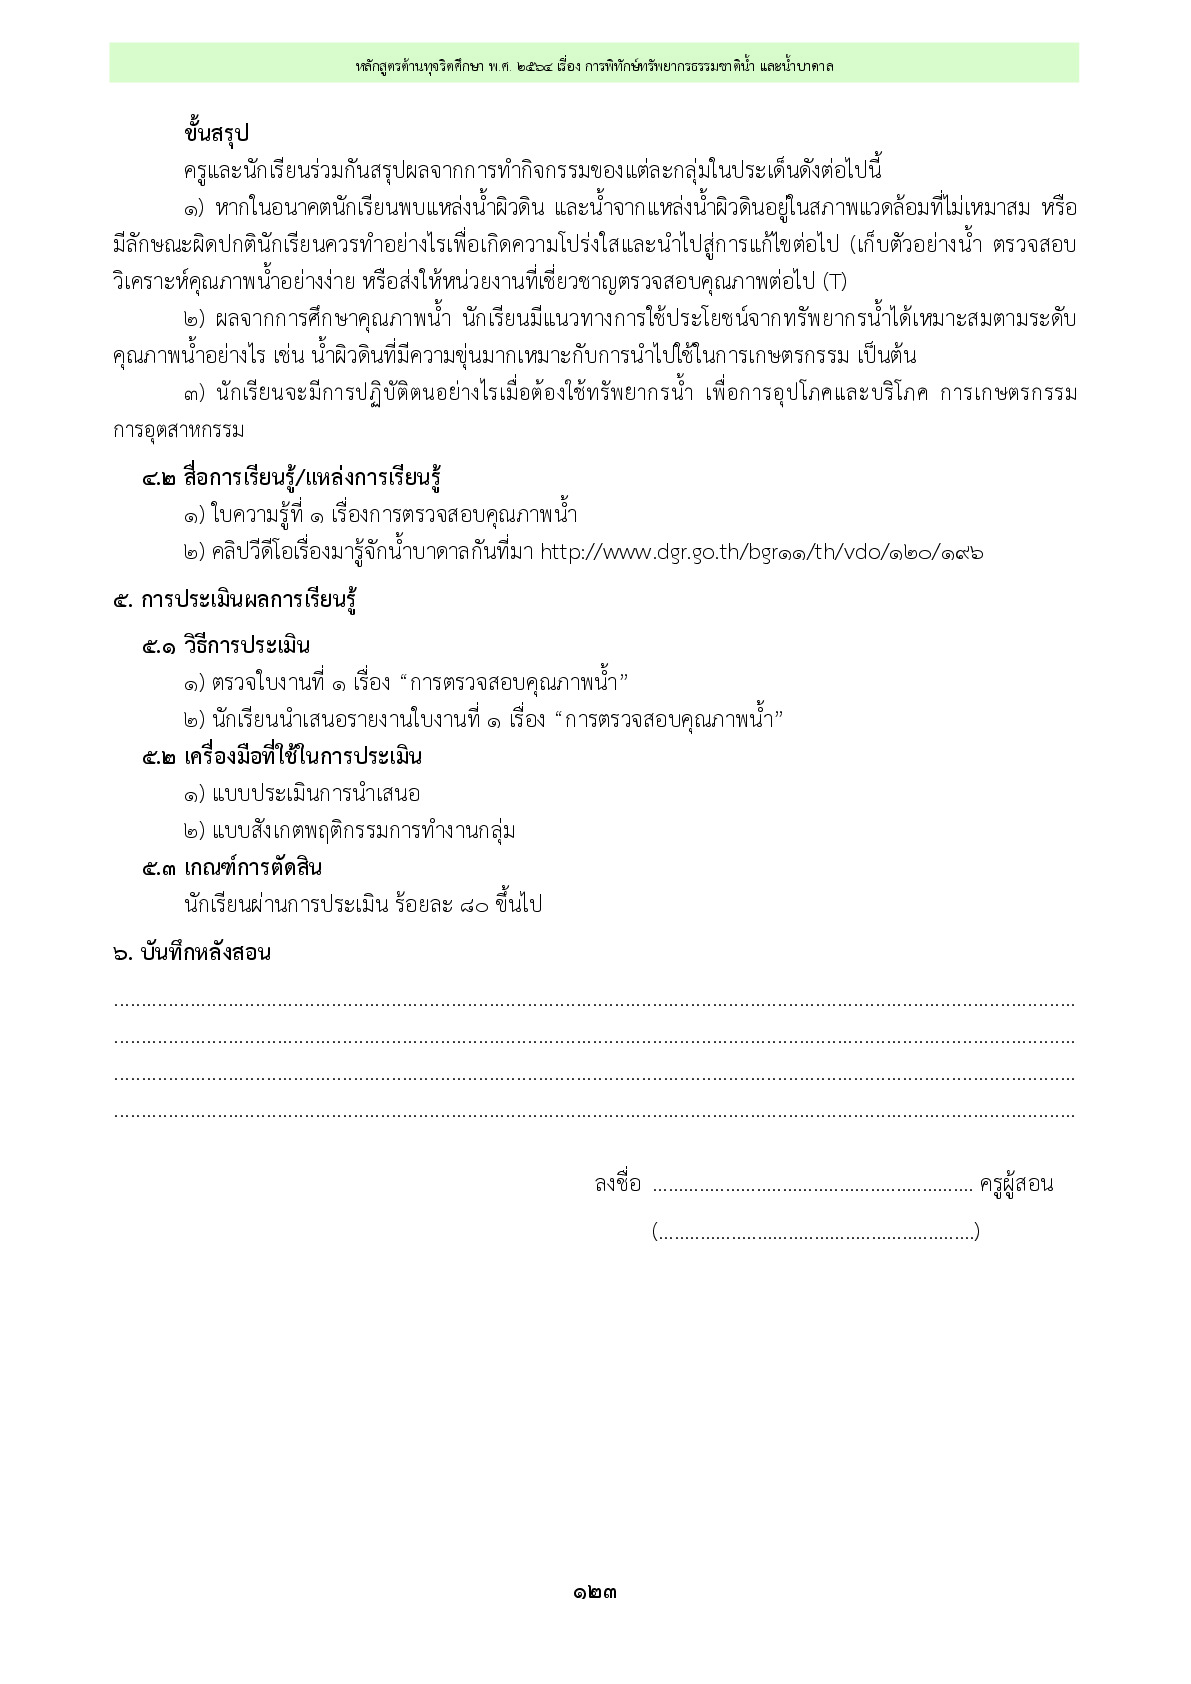 หลักสูตรต้านทุจริตศึกษา พ.ศ. ๒๕๖๔ เรื่อง การพิทักษ์ทรัพยากรธรรมชาติน้ำ และน้ำบาดาล
ขั้นสรุป
ครูและนักเรียนร่วมกันสรุปผลจากการทำกิจกรรมของแต่ละกลุ่มในประเด็นดังต่อไปนี้
๑) หากในอนาคตนักเรียนพบแหล่งน้ำผิวดิน และน้ำจากแหล่งน้ำผิวดินอยู่ในสภาพแวดล้อมที่ไม่เหมาสม หรือ
มีลักษณะผิดปกตินักเรียนควรทำอย่างไรเพื่อเกิดความโปร่งใสและนำไปสู่การแก้ไขต่อไป (เก็บตัวอย่างน้ำ ตรวจสอบ
วิเคราะห์คุณภาพน้ำอย่างง่าย หรือส่งให้หน่วยงานที่เชี่ยวชาญตรวจสอบคุณภาพต่อไป (T)
๒) ผลจากการศึกษาคุณภาพน้ำ นักเรียนมีแนวทางการใช้ประโยชน์จากทรัพยากรน้ำได้เหมาะสมตามระดับ
คุณภาพน้ำอย่างไร เช่น น้ำผิวดินที่มีความขุ่นมากเหมาะกับการนำไปใช้ในการเกษตรกรรม เป็นต้น
๓) นักเรียนจะมีการปฏิบัติตนอย่างไรเมื่อต้องใช้ทรัพยากรน้ำ เพื่อการอุปโภคและบริโภค การเกษตรกรรม
การอุตสาหกรรม
๔.๒ สื่อการเรียนรู้/แหล่งการเรียนรู้
๑) ใบความรู้ที่ ๑ เรื่องการตรวจสอบคุณภาพน้ำ
๒) คลิปวีดีโอเรื่องมารู้จักน้ำบาดาลกันที่มา http://www.dgr.go.th/bgr๑๑/th/vdo/๑๒๐/๑๙๖
๕. การประเมินผลการเรียนรู้
๕.๑ วิธีการประเมิน
๑) ตรวจใบงานที่ ๑ เรื่อง “การตรวจสอบคุณภาพน้ำ”
๒) นักเรียนนำเสนอรายงานใบงานที่ ๑ เรื่อง “การตรวจสอบคุณภาพน้ำ”
๕.๒ เครื่องมือที่ใช้ในการประเมิน
๑) แบบประเมินการนำเสนอ
๒) แบบสังเกตพฤติกรรมการทำงานกลุ่ม
๕.๓ เกณฑ์การตัดสิน
นักเรียนผ่านการประเมิน ร้อยละ ๘๐ ขึ้นไป
๖. บันทึกหลังสอน
................................................................................................................................................................................
................................................................................................................................................................................
................................................................................................................................................................................
................................................................................................................................................................................
ลงชื่อ .............................................................. ครูผู้สอน
(.............................................................)
๑๒๓